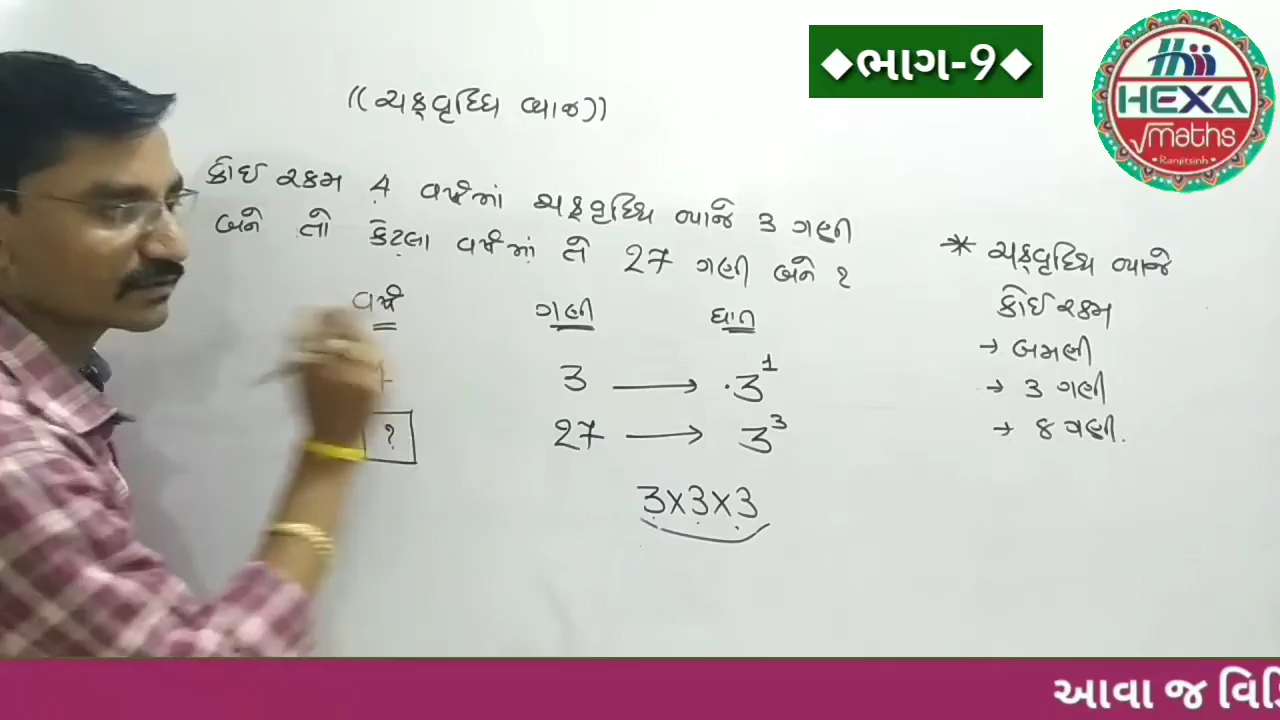 ◆ભાગ-9◆
HEXA
√maths
Ranjitsinh
((ચક્રવૃધ્ધિ વ્યાજ))
કોઈ રકમ 4 વર્ષમાં ચક્રવૃધ્ધિ વ્યાજે 3 ગણી
બને તો કેટલા વર્ષમાં તે 27 ગણી બને ?
વર્ષ ગણી ઘાત
3 → 3¹
? 27 → 3³
3×3×3
* ચક્રવૃધ્ધિ વ્યાજે
કોઈ રકમ
→ બમણી
→ 3 ગણી
→ 8 ગણી.
આવા જ